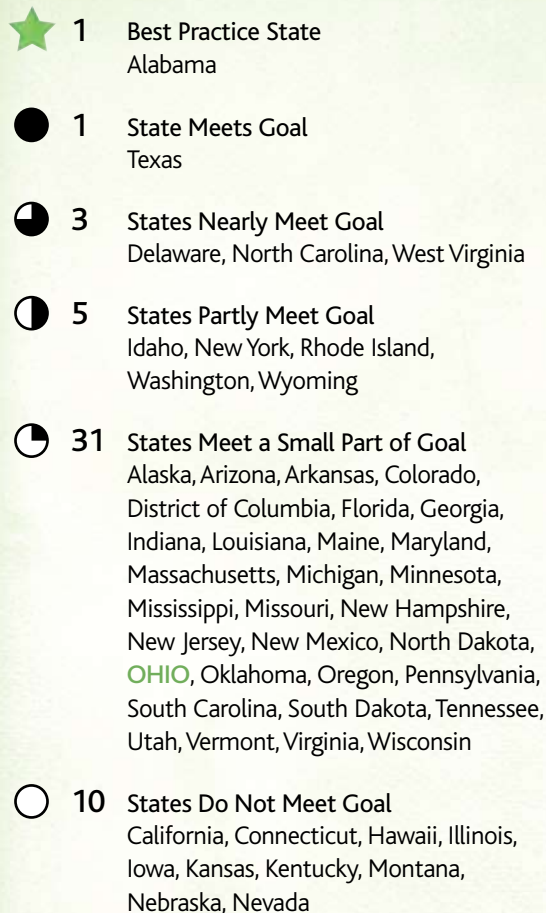 1 Best Practice State
Alabama
1 State Meets Goal
Texas
3 States Nearly Meet Goal
Delaware, North Carolina, West Virginia
5 States Partly Meet Goal
Idaho, New York, Rhode Island,
Washington, Wyoming
31 States Meet a Small Part of Goal
Alaska, Arizona, Arkansas, Colorado,
District of Columbia, Florida, Georgia,
Indiana, Louisiana, Maine, Maryland,
Massachusetts, Michigan, Minnesota,
Mississippi, Missouri, New Hampshire,
New Jersey, New Mexico, North Dakota,
OHIO, Oklahoma, Oregon, Pennsylvania,
South Carolina, South Dakota, Tennessee,
Utah, Vermont, Virginia, Wisconsin
10 States Do Not Meet Goal
California, Connecticut, Hawaii, Illinois,
Iowa, Kansas, Kentucky, Montana,
Nebraska, Nevada